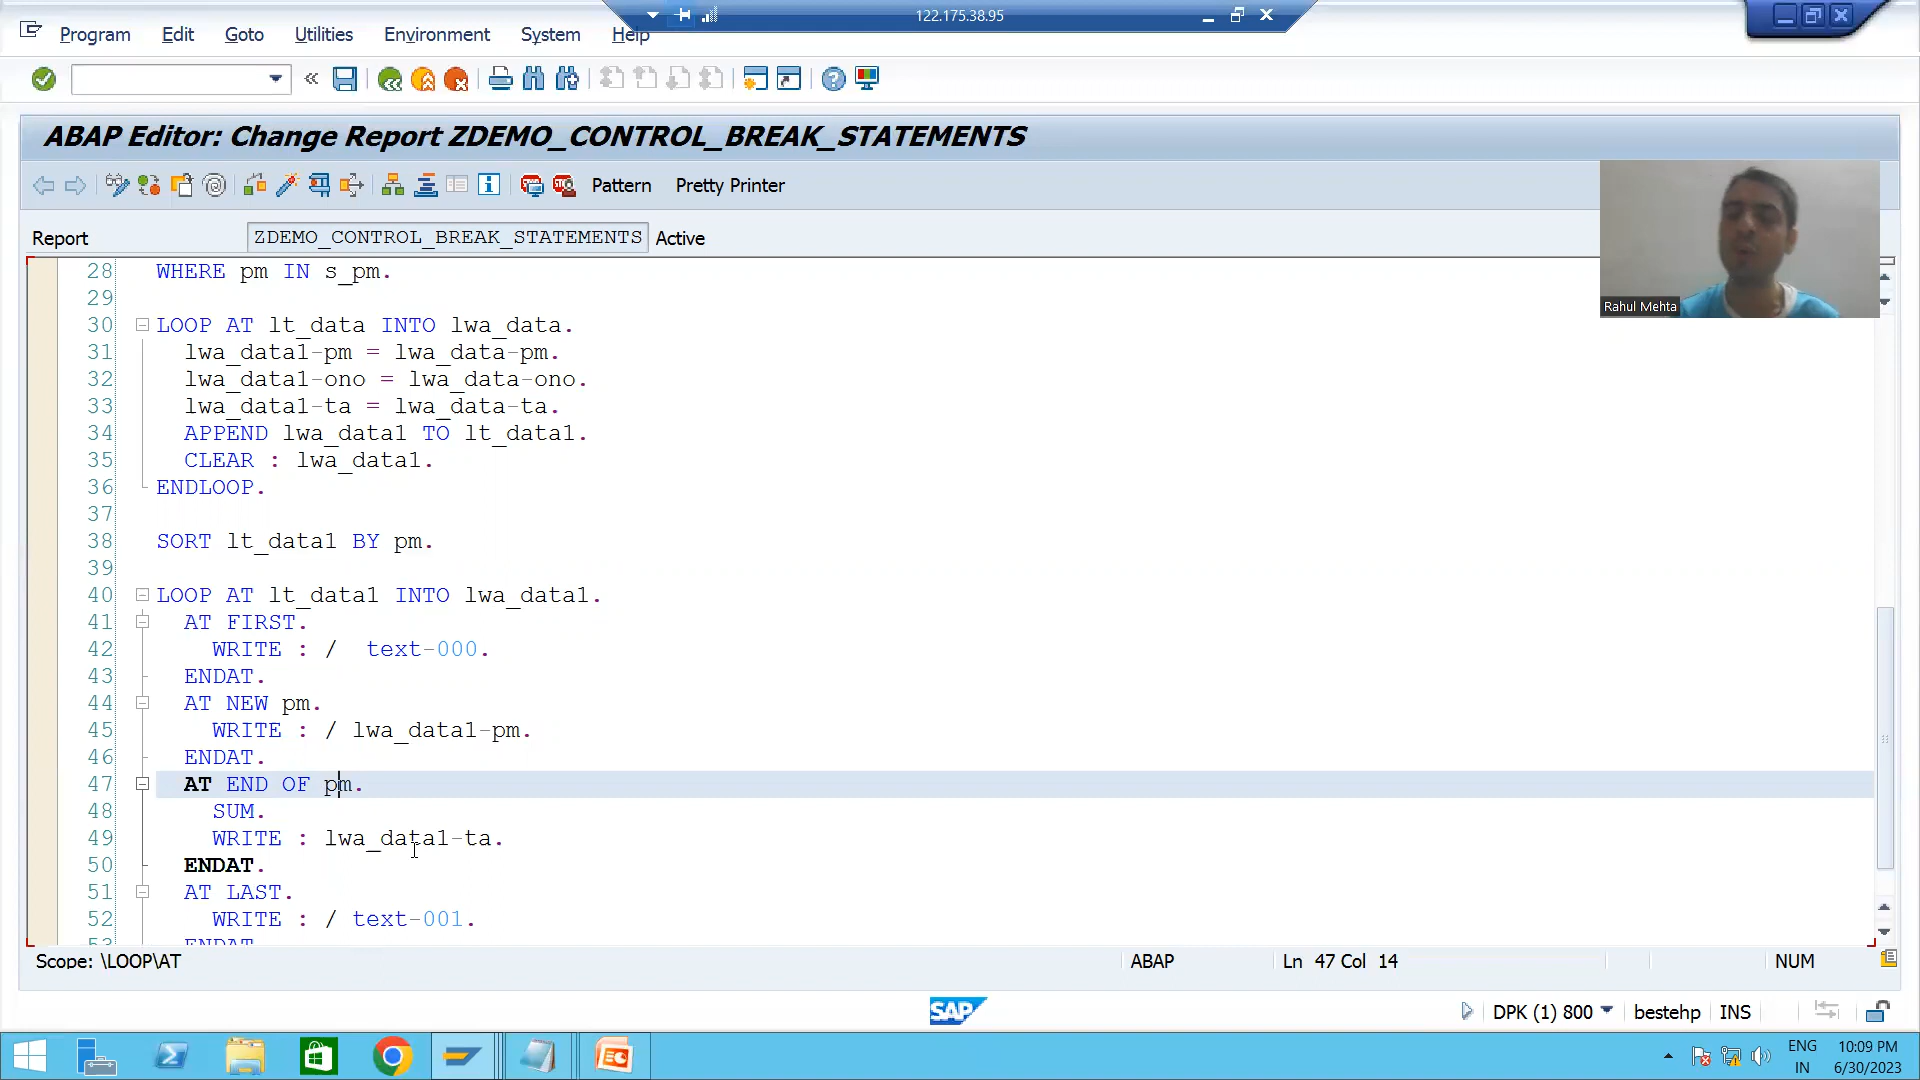 122.175.38.95
Program Edit Goto Utilities Environment System Help
ABAP Editor: Change Report ZDEMO_CONTROL_BREAK_STATEMENTS
Pattern Pretty Printer
Report ZDEMO_CONTROL_BREAK_STATEMENTS Active
Rahul Mehta
28 WHERE pm IN s_pm.
29
30 LOOP AT lt_data INTO lwa_data.
31 lwa_data1-pm = lwa_data-pm.
32 lwa_data1-ono = lwa_data-ono.
33 lwa_data1-ta = lwa_data-ta.
34 APPEND lwa_data1 TO lt_data1.
35 CLEAR : lwa_data1.
36 ENDLOOP.
37
38 SORT lt_data1 BY pm.
39
40 LOOP AT lt_data1 INTO lwa_data1.
41 AT FIRST.
42 WRITE : / text-000.
43 ENDAT.
44 AT NEW pm.
45 WRITE : / lwa_data1-pm.
46 ENDAT.
47 AT END OF pm.
48 SUM.
49 WRITE : lwa_data1-ta.
50 ENDAT.
51 AT LAST.
52 WRITE : / text-001.
53 ENDAT
Scope: \LOOP\AT ABAP Ln 47 Col 14 NUM
SAP DPK (1) 800 bestehp INS
ENG 10:09 PM
IN 6/30/2023